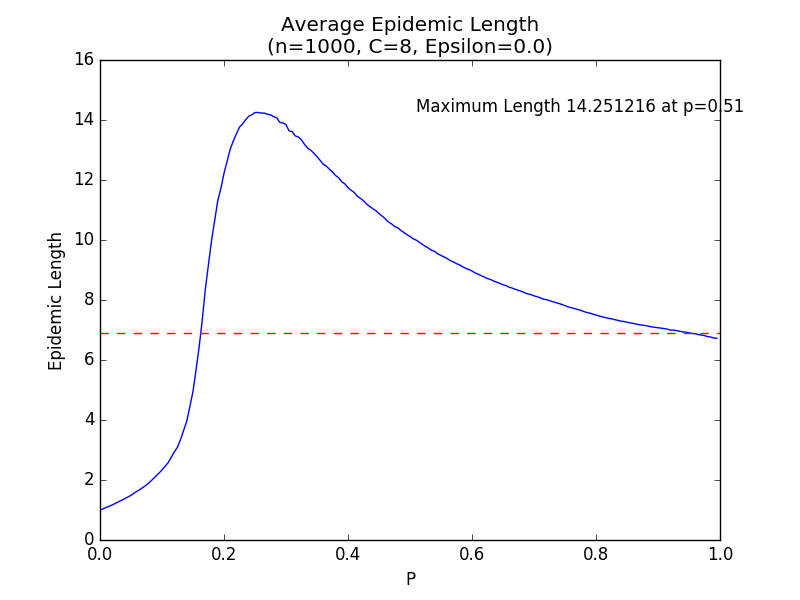 Average Epidemic Length
(n=1000, C=8, Epsilon=0.0)
16
Maximum Length 14.251216 at p=0.51
14
12
10
Epidemic Length
8
6
4
2
0
0.0 0.2 0.4 0.6 0.8 1.0
P